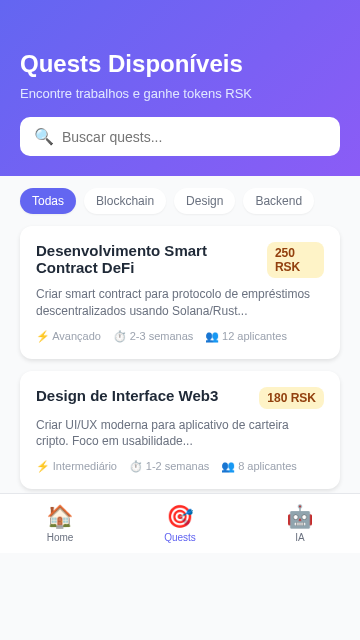 Quests Disponíveis
Encontre trabalhos e ganhe tokens RSK
Buscar quests...
Todas
Blockchain
Design
Backend
Desenvolvimento Smart
Contract DeFi
250
RSK
Criar smart contract para protocolo de empréstimos
descentralizados usando Solana/Rust...
Avançado
2-3 semanas
12 aplicantes
Design de Interface Web3
180 RSK
Criar UI/UX moderna para aplicativo de carteira
cripto. Foco em usabilidade...
Intermediário
1-2 semanas
8 aplicantes
Home
Quests
IA